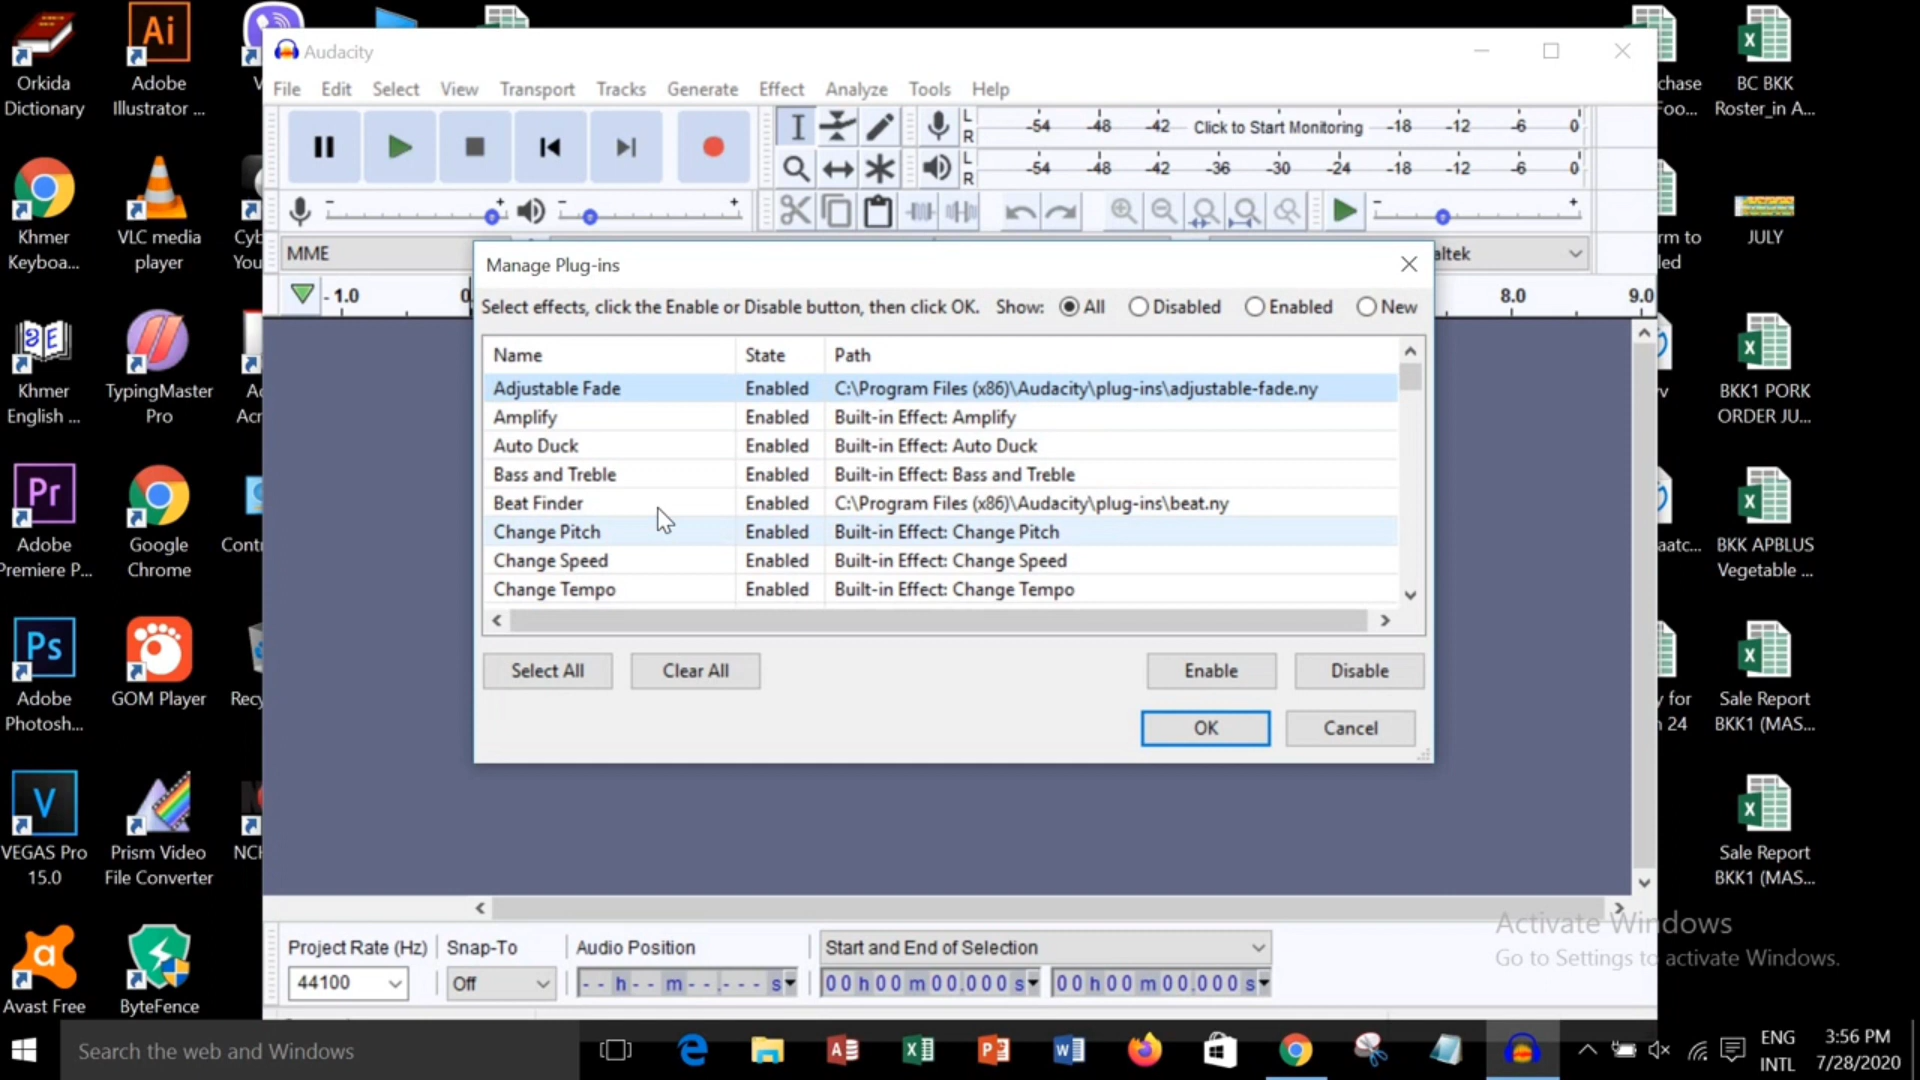 Orkida
Dictionary
Adobe
Illustrator ...
Khmer
Keyboa...
VLC media
player
Khmer
English ...
TypingMaster
Pro
Adobe
Premiere P...
Google
Chrome
Adobe
Photosh...
GOM Player
VEGAS Pro
15.0
Prism Video
File Converter
Avast Free
ByteFence
Audacity
File Edit Select View Transport Tracks Generate Effect Analyze Tools Help
L
R
-54 -48 -42 Click to Start Monitoring -18 -12 -6 0
L
R
-54 -48 -42 -36 -30 -24 -18 -12 -6 0
MME
altek
- 1.0
8.0 9.0
Manage Plug-ins
Select effects, click the Enable or Disable button, then click OK. Show: All Disabled Enabled New
Name State Path
Adjustable Fade Enabled C:\Program Files (x86)\Audacity\plug-ins\adjustable-fade.ny
Amplify Enabled Built-in Effect: Amplify
Auto Duck Enabled Built-in Effect: Auto Duck
Bass and Treble Enabled Built-in Effect: Bass and Treble
Beat Finder Enabled C:\Program Files (x86)\Audacity\plug-ins\beat.ny
Change Pitch Enabled Built-in Effect: Change Pitch
Change Speed Enabled Built-in Effect: Change Speed
Change Tempo Enabled Built-in Effect: Change Tempo
Select All Clear All Enable Disable
OK Cancel
Project Rate (Hz) Snap-To Audio Position Start and End of Selection
44100 Off - - h - - m - - . - - - s 00 h 00 m 00.000 s 00 h 00 m 00.000 s
BC BKK
Roster_in A...
JULY
BKK1 PORK
ORDER JU...
BKK APBLUS
Vegetable ...
Sale Report
BKK1 (MAS...
Sale Report
BKK1 (MAS...
Activate Windows
Go to Settings to activate Windows.
Search the web and Windows
ENG
INTL
3:56 PM
7/28/2020